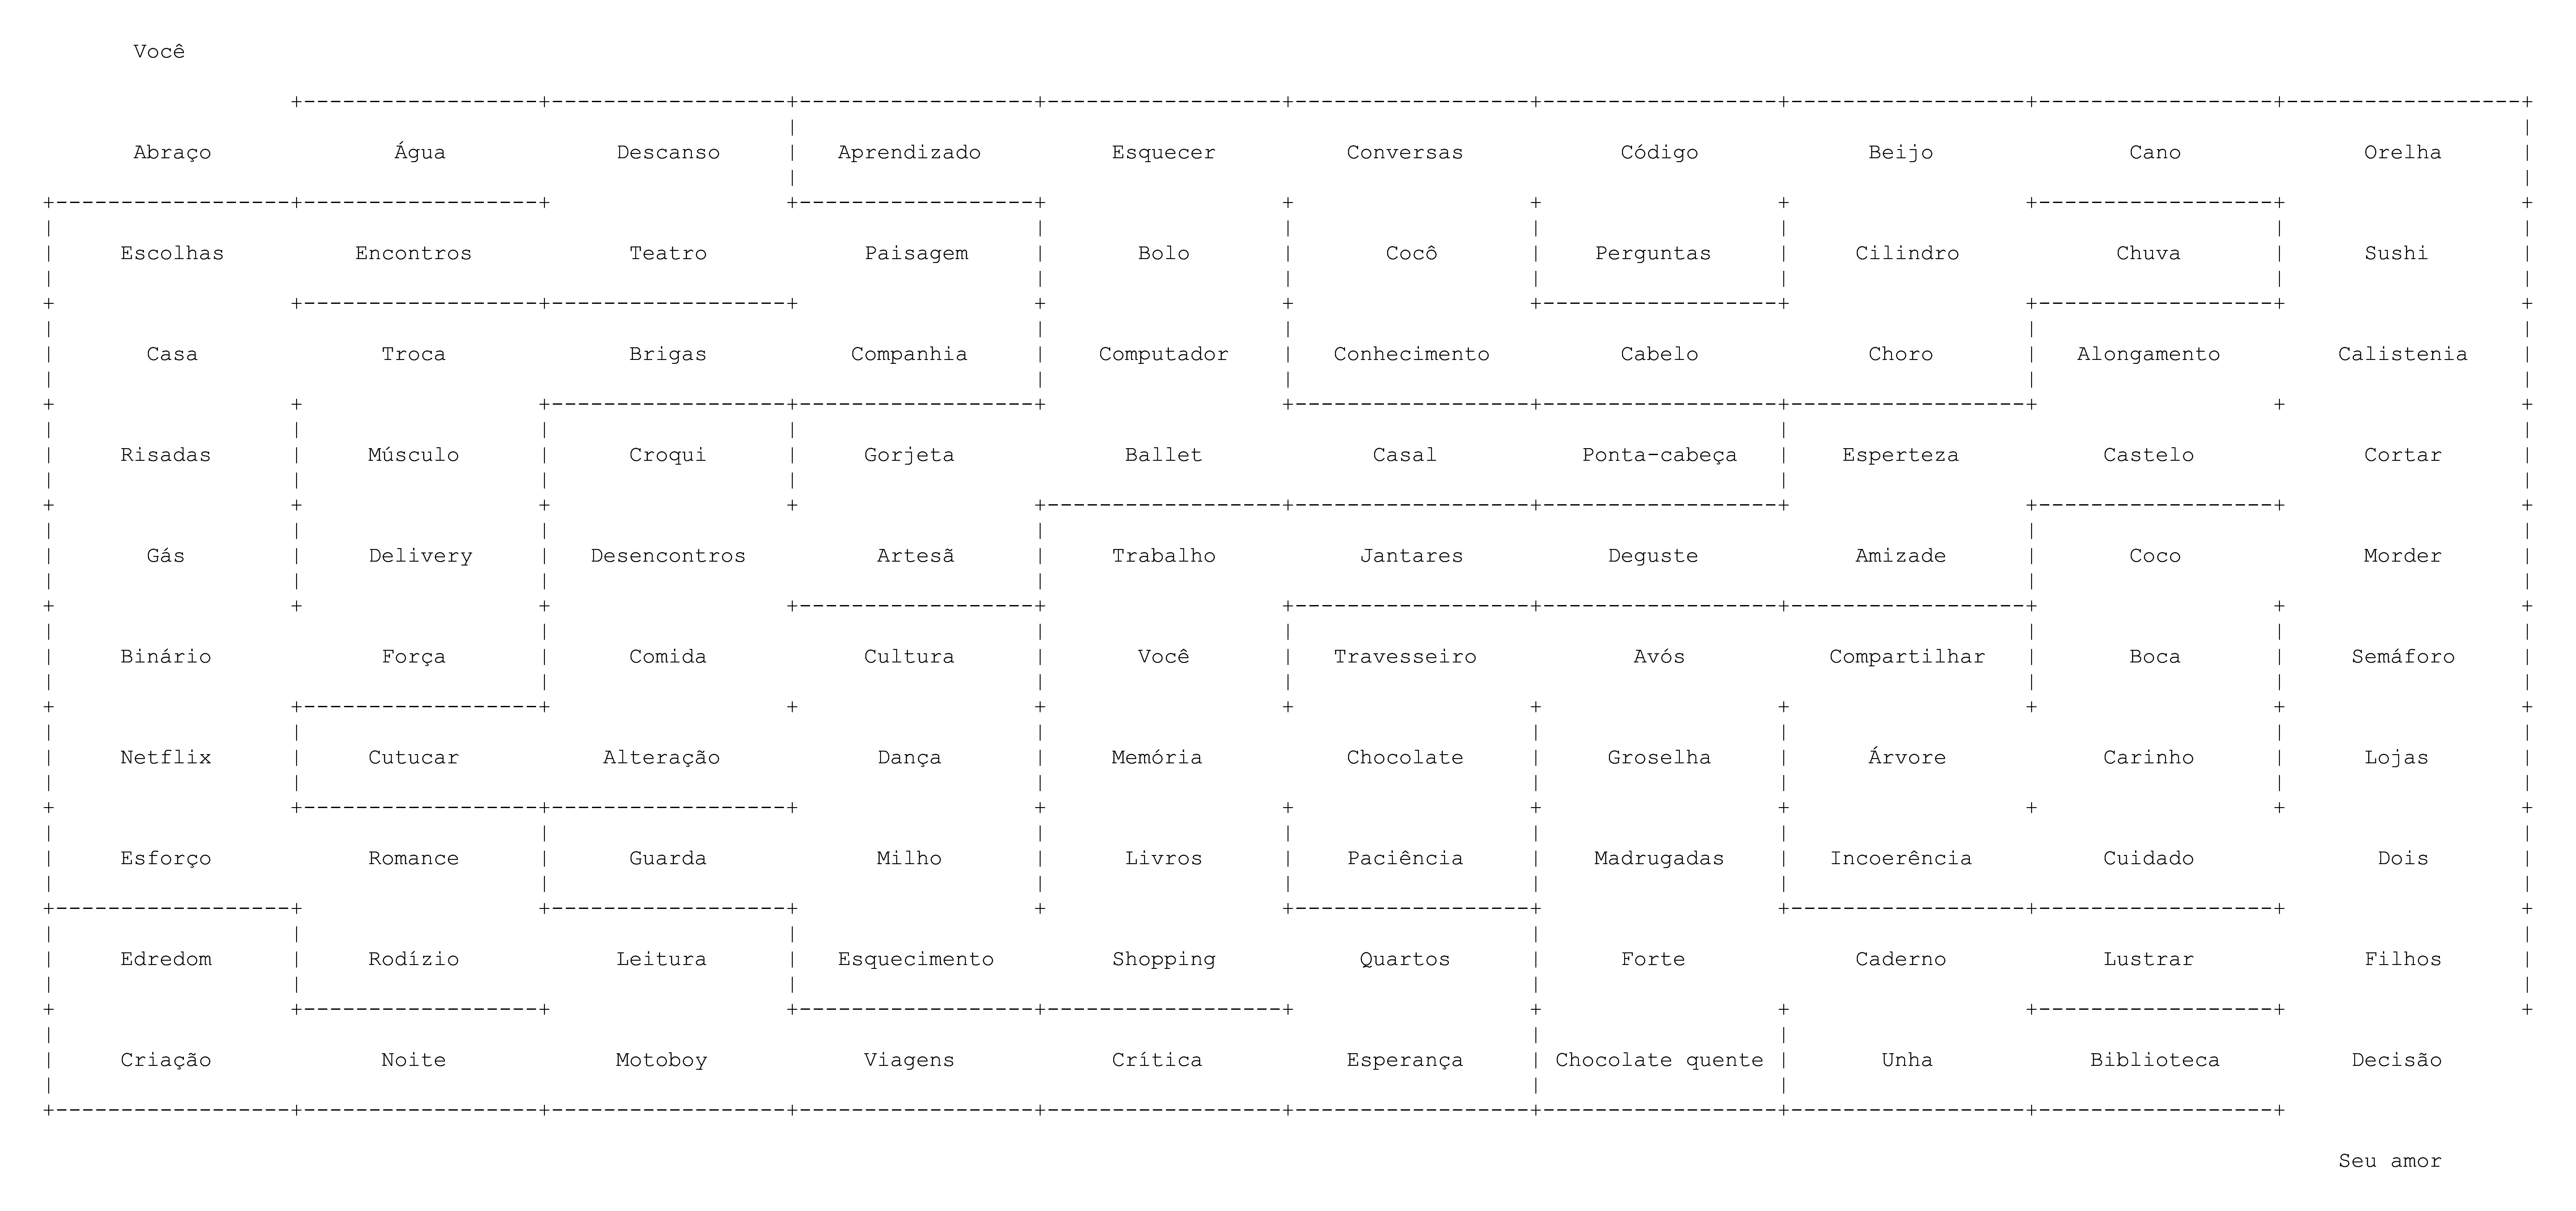 Você
Abraço Água Descanso Aprendizado Esquecer Conversas Código Beijo Cano Orelha
Escolhas Encontros Teatro Paisagem Bolo Cocô Perguntas Cilindro Chuva Sushi
Casa Troca Brigas Companhia Computador Conhecimento Cabelo Choro Alongamento Calistenia
Risadas Músculo Croqui Gorjeta Ballet Casal Ponta-cabeça Esperteza Castelo Cortar
Gás Delivery Desencontros Artesã Trabalho Jantares Deguste Amizade Coco Morder
Binário Força Comida Cultura Você Travesseiro Avós Compartilhar Boca Semáforo
Netflix Cutucar Alteração Dança Memória Chocolate Groselha Árvore Carinho Lojas
Esforço Romance Guarda Milho Livros Paciência Madrugadas Incoerência Cuidado Dois
Edredom Rodízio Leitura Esquecimento Shopping Quartos Forte Caderno Lustrar Filhos
Criação Noite Motoboy Viagens Crítica Esperança Chocolate quente Unha Biblioteca Decisão
Seu amor